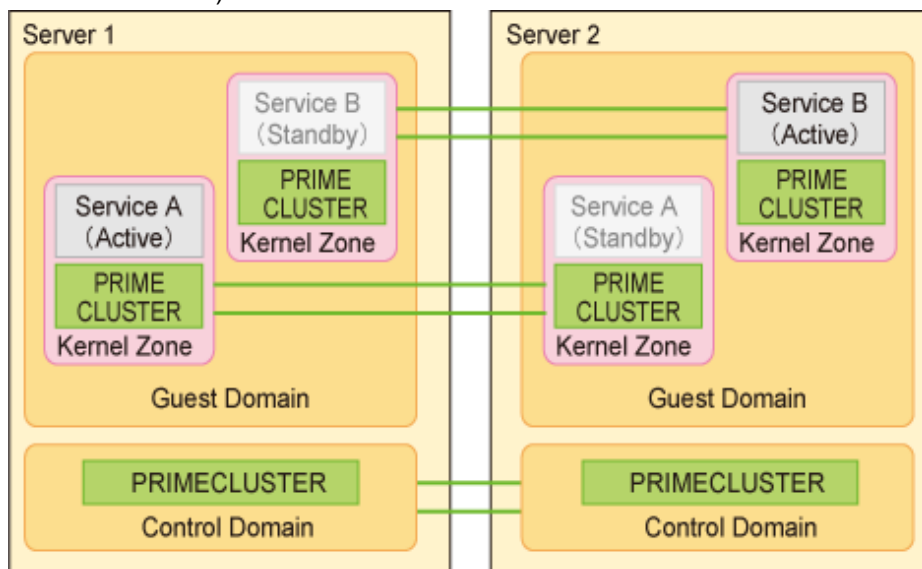 Server 1
Service B
(Standby)
PRIME
CLUSTER
Kernel Zone
Service A
(Active)
PRIME
CLUSTER
Kernel Zone
Guest Domain
PRIMECLUSTER
Control Domain
Server 2
Service B
(Active)
PRIME
CLUSTER
Kernel Zone
Service A
(Standby)
PRIME
CLUSTER
Kernel Zone
Guest Domain
PRIMECLUSTER
Control Domain